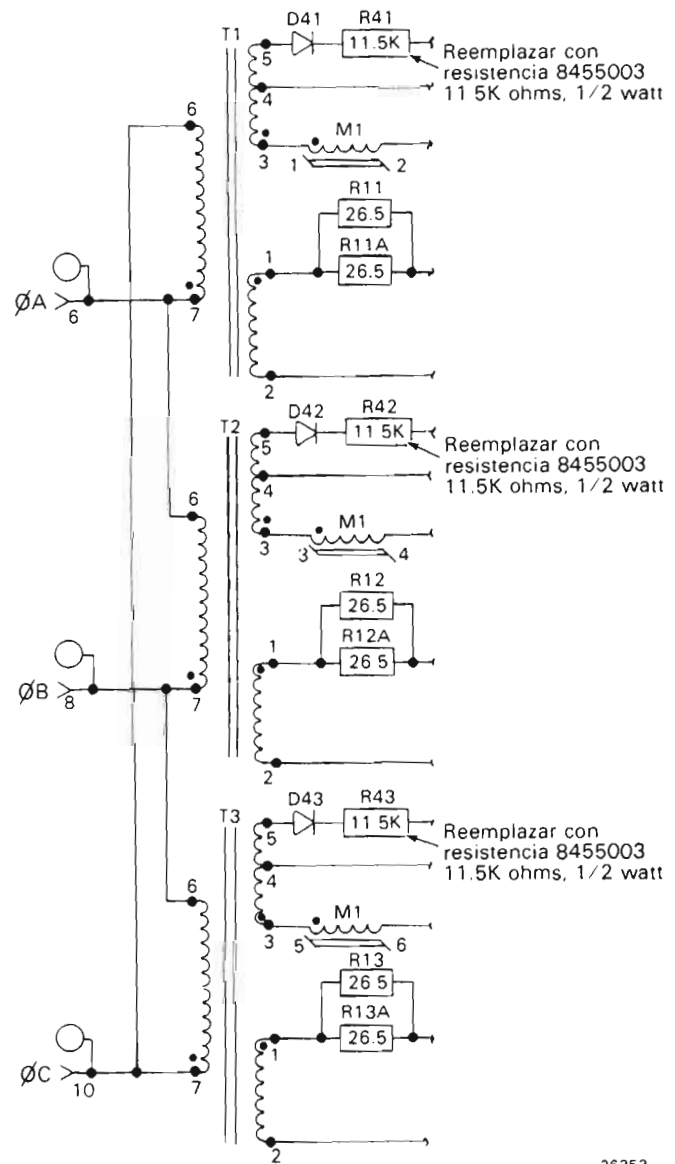 D41 R41
T1
5
11.5K
Reemplazar con
resistencia 8455003
11 5K ohms, 1/2 watt
4
6
M1
3 1 2
R11
26.5
R11A
1
26.5
ØA
6
7
2
D42 R42
T2
5
11 5K
Reemplazar con
resistencia 8455003
11.5K ohms, 1/2 watt
4
6
M1
3 3 4
R12
26.5
R12A
1
26 5
ØB
8
7
2
D43 R43
T3
5
11 5K
Reemplazar con
resistencia 8455003
11.5K ohms, 1/2 watt
4
6
M1
3 5 6
R13
26 5
R13A
1
26.5
ØC
10
7
2